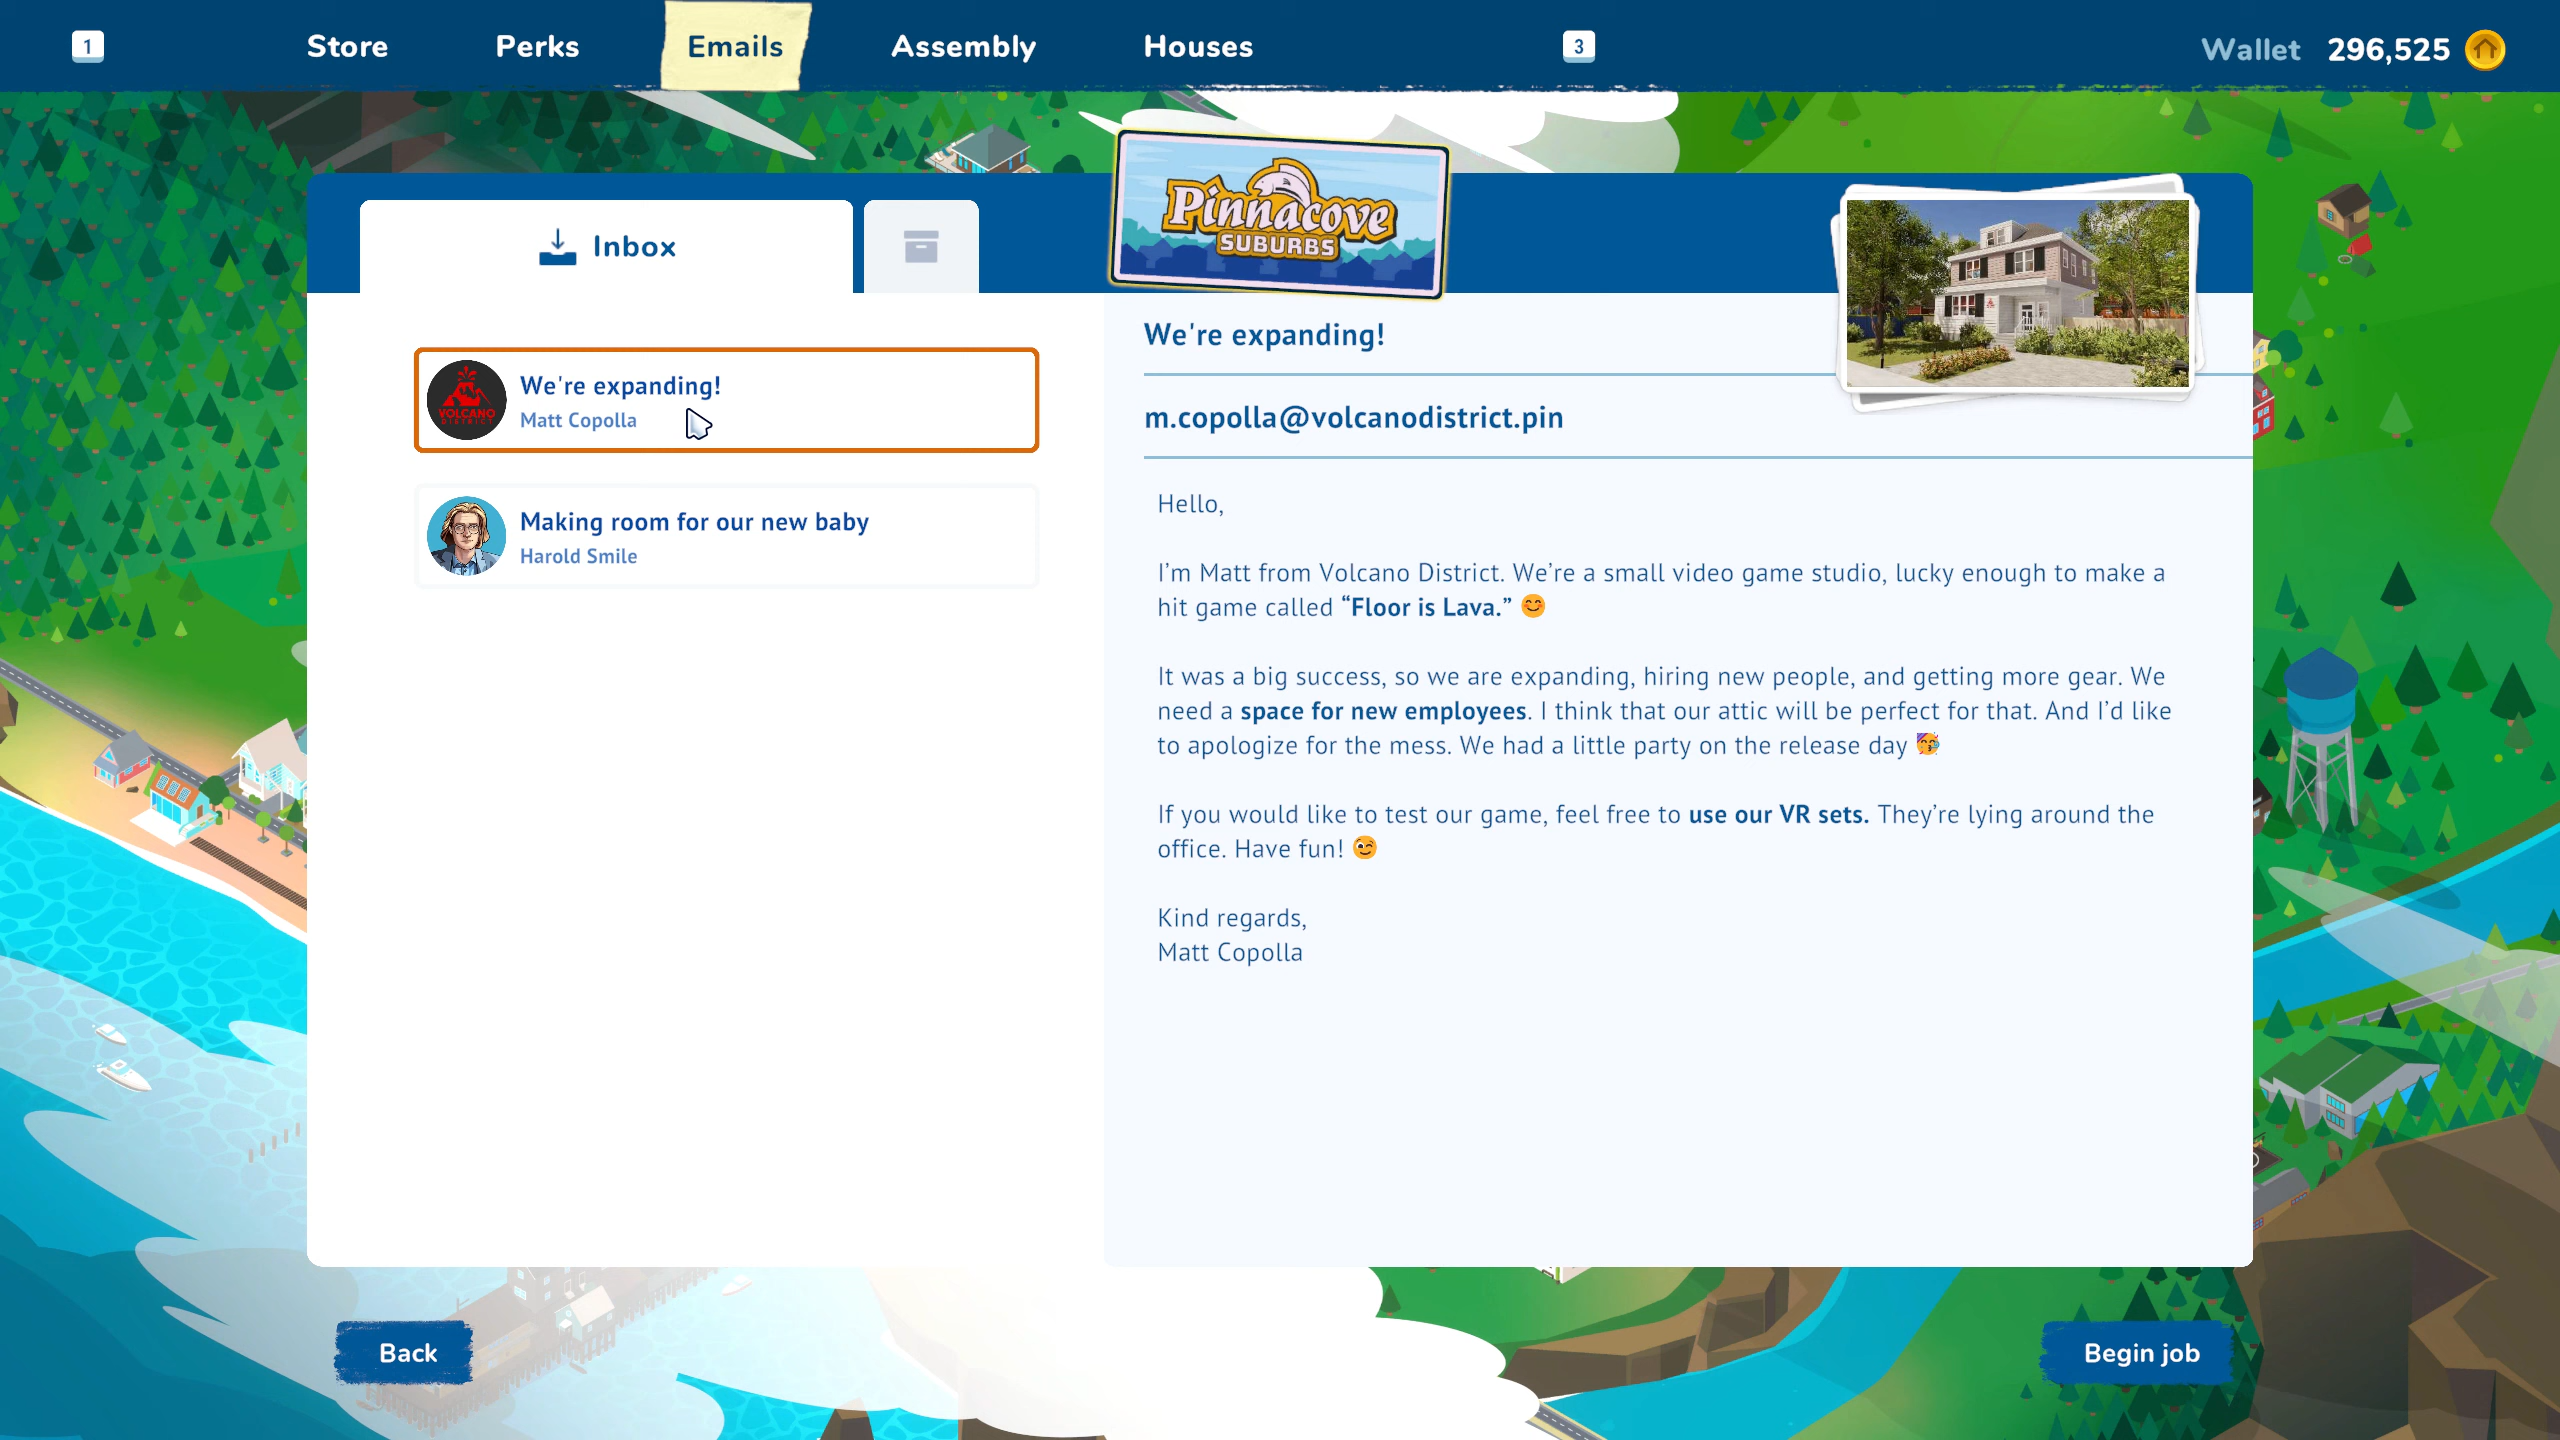 1
Store
Perks
Emails
Assembly
Houses
3
Wallet 296,525
Inbox
Pinnacove
SUBURBS
VOLCANO
DISTRICT
We're expanding!
Matt Copolla
Making room for our new baby
Harold Smile
We're expanding!
m.copolla@volcanodistrict.pin
Hello,
I’m Matt from Volcano District. We’re a small video game studio, lucky enough to make a
hit game called “Floor is Lava.” 😊
It was a big success, so we are expanding, hiring new people, and getting more gear. We
need a space for new employees. I think that our attic will be perfect for that. And I’d like
to apologize for the mess. We had a little party on the release day 🥳
If you would like to test our game, feel free to use our VR sets. They’re lying around the
office. Have fun! 😉
Kind regards,
Matt Copolla
Back
Begin job